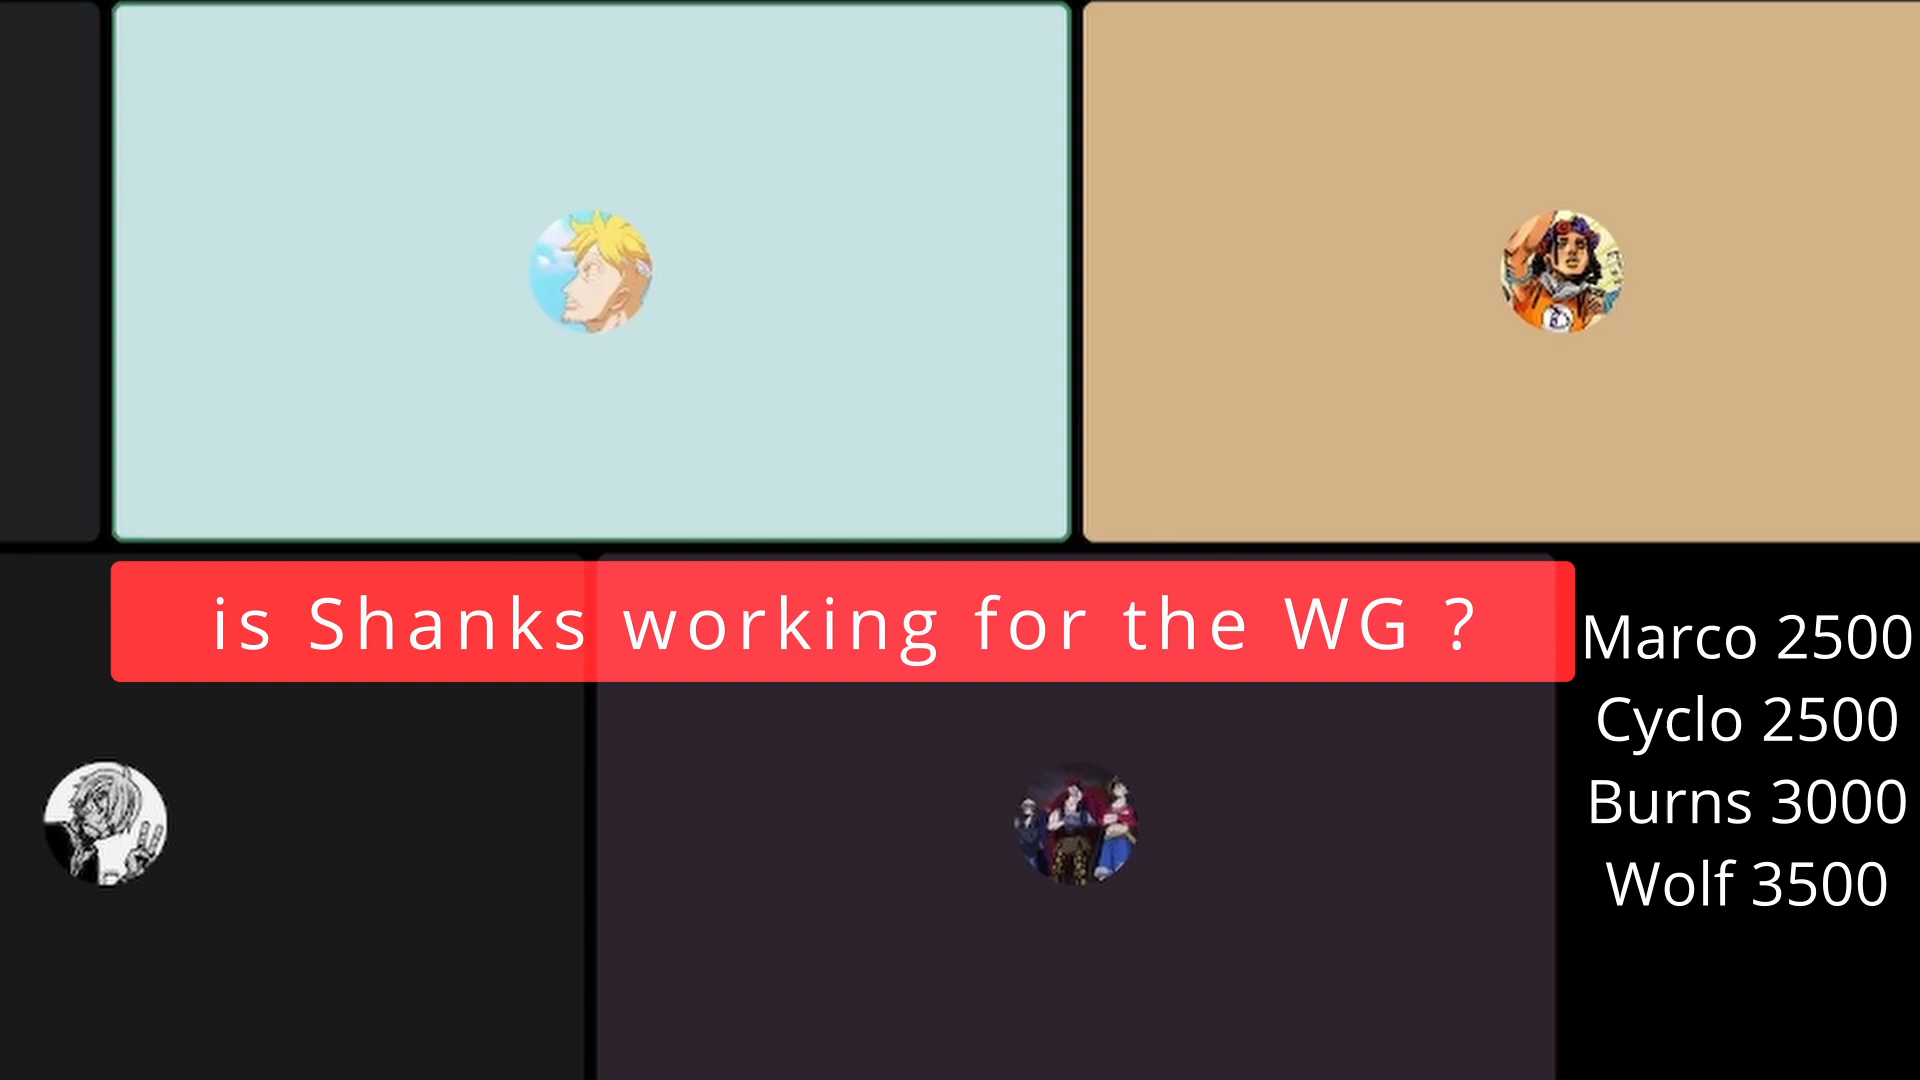 is Shanks working for the WG ?
Marco 2500
Cyclo 2500
Burns 3000
Wolf 3500